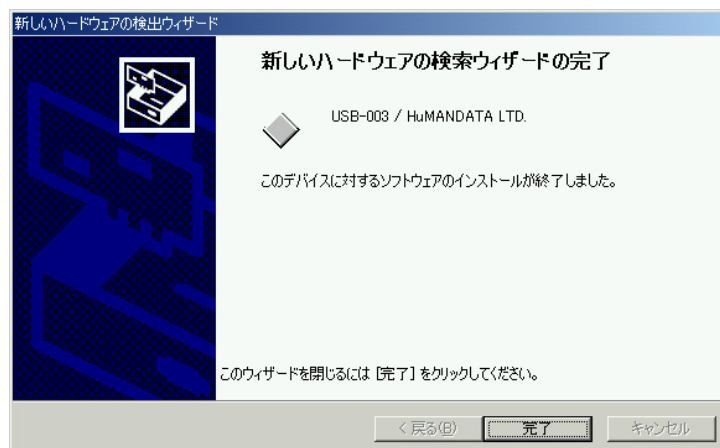 新しいハードウェアの検出ウィザード
新しいハードウェアの検索ウィザードの完了
USB-003 / HuMANDATA LTD.
このデバイスに対するソフトウェアのインストールが終了しました。
このウィザードを閉じるには [完了] をクリックしてください。
< 戻る(B) 完了 キャンセル